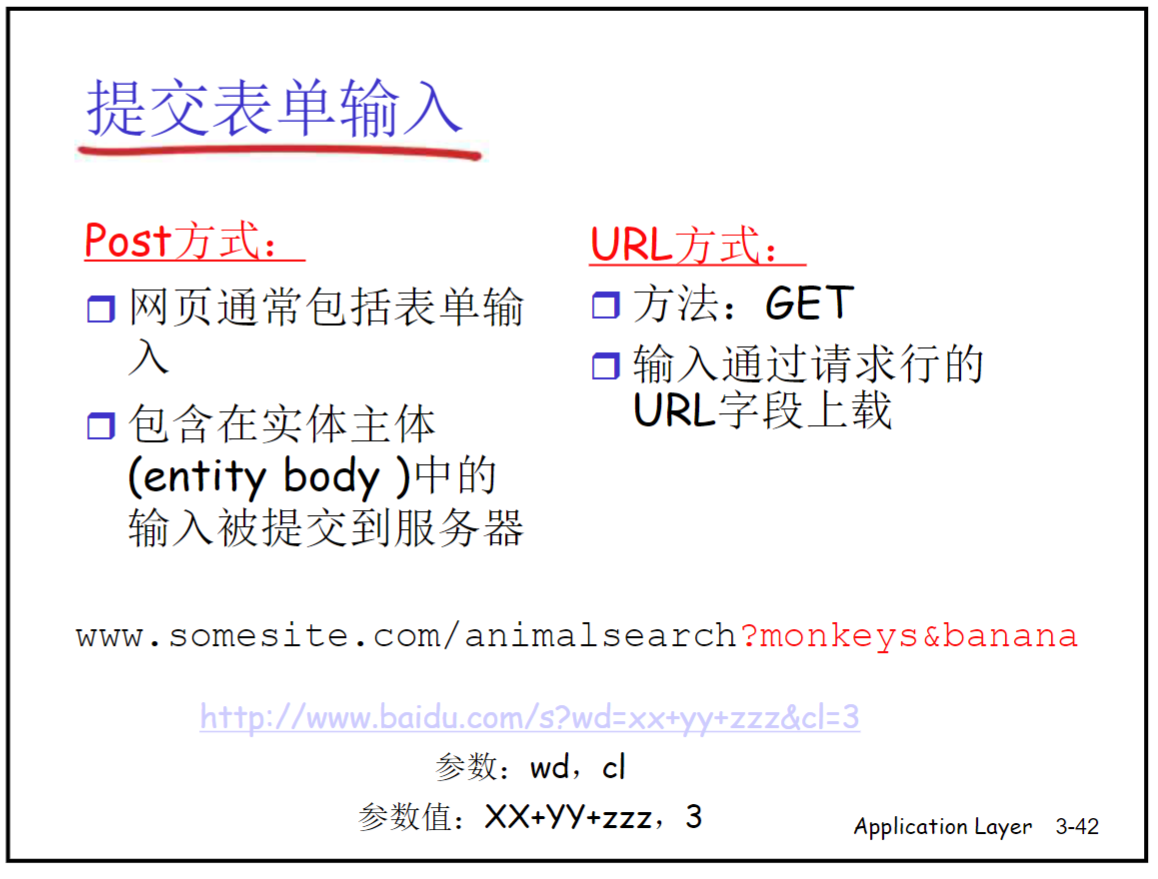 提交表单输入
Post方式：
网页通常包括表单输
入
包含在实体主体
(entity body )中的
输入被提交到服务器
URL方式：
方法：GET
输入通过请求行的
URL字段上载
www.somesite.com/animalsearch?monkeys&banana
http://www.baidu.com/s?wd=xx+yy+zzz&cl=3
参数：wd，cl
参数值：XX+YY+zzz，3
Application Layer 3-42